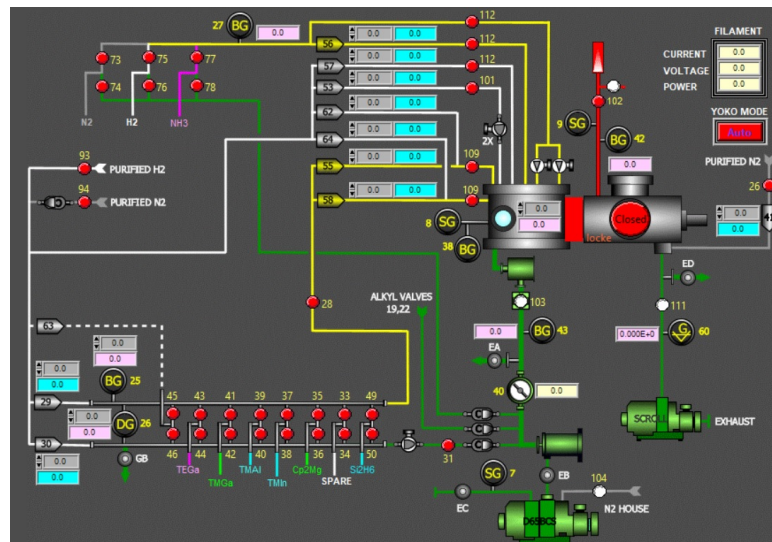 FILAMENT
CURRENT 0.0
VOLTAGE 0.0
POWER 0.0
YOKO MODE
Auto
PURIFIED N2
26
41
0.0
0.0
27 BG 0.0
112
56 0.0 0.0
112
57
112
53 0.0 0.0
101
62 0.0 0.0
2X
64 0.0 0.0
55 0.0 0.0
109
58 0.0 0.0
109
73 75 77
74 76 78
N2 H2 NH3
93 PURIFIED H2
94 PURIFIED N2
102
9 SG
BG 42
0.0
0.0
0.0
Closed
locke
8 SG
38 BG
ED
111
0.000E+0 G 60
SCROLL EXHAUST
28
ALKYL VALVES
19,22
103
0.0 BG 43
EA
40 0.0
63
0.0
0.0
0.0
0.0
BG 25
29
0.0
0.0
DG 26
30
0.0
0.0
GB
45 43 41 39 37 35 33 49
46 44 42 40 38 36 34 50
TEGa TMGa TMAl TMIn Cp2Mg SPARE Si2H6
31
SG 7
EC
EB
104
N2 HOUSE
D65BCS